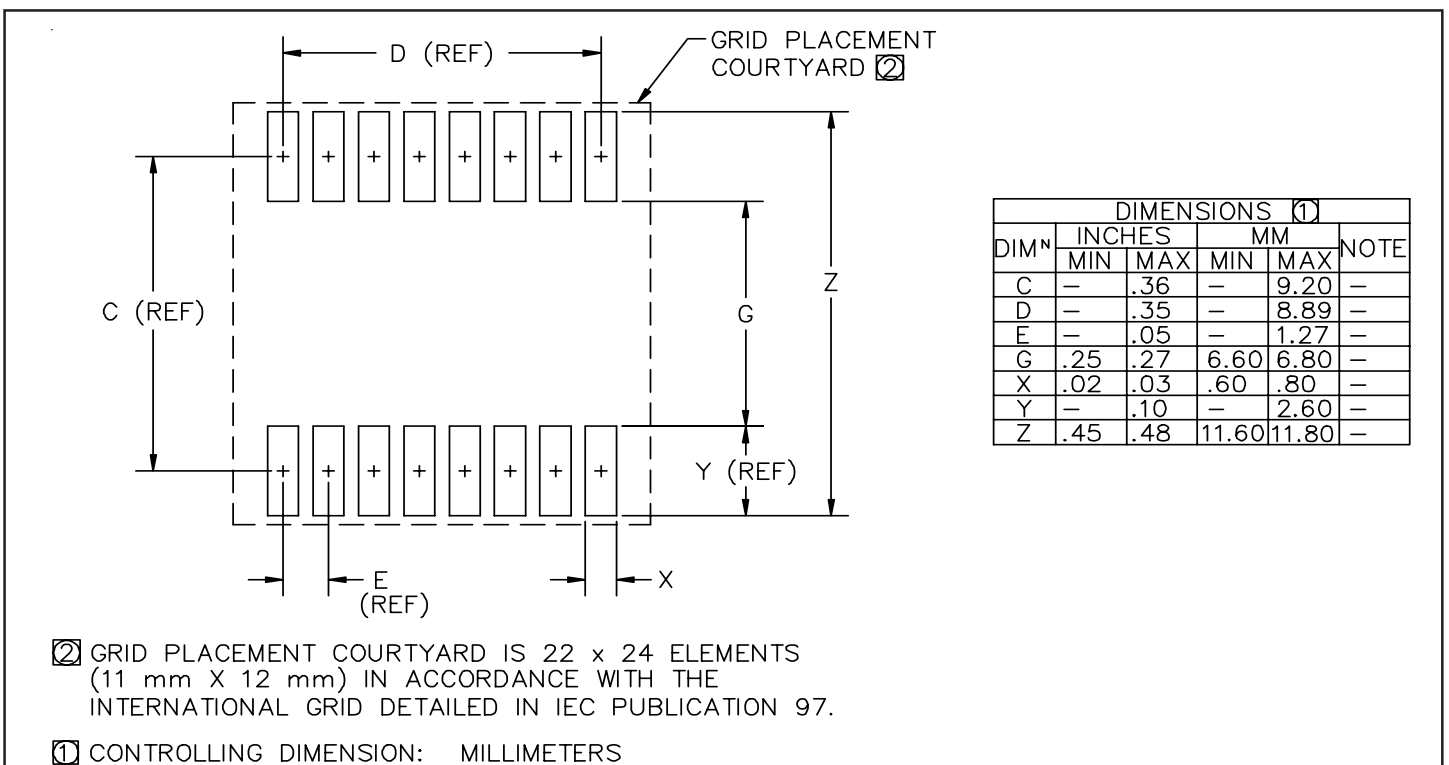 D (REF)
GRID PLACEMENT
COURTYARD ②
C (REF)
G
Z
Y (REF)
E
(REF)
X
DIMENSIONS ①
DIMᴺ INCHES MM NOTE
MIN MAX MIN MAX
C – .36 – 9.20 –
D – .35 – 8.89 –
E – .05 – 1.27 –
G .25 .27 6.60 6.80 –
X .02 .03 .60 .80 –
Y – .10 – 2.60 –
Z .45 .48 11.60 11.80 –
② GRID PLACEMENT COURTYARD IS 22 x 24 ELEMENTS
(11 mm X 12 mm) IN ACCORDANCE WITH THE
INTERNATIONAL GRID DETAILED IN IEC PUBLICATION 97.
① CONTROLLING DIMENSION: MILLIMETERS